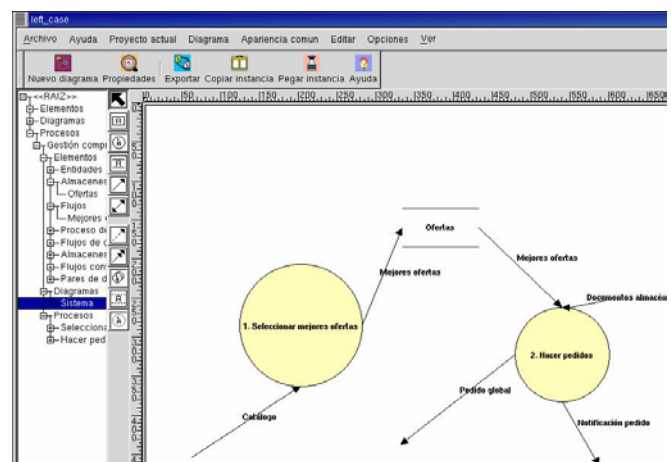 left_case
Archivo Ayuda Proyecto actual Diagrama Apariencia comun Editar Opciones Ver
Nuevo diagrama Propiedades Exportar Copiar instancia Pegar instancia Ayuda
<<RAIZ>>
Elementos
Diagramas
Procesos
Gestión comp
Elementos
Entidades
Almacenes
Ofertas
Flujos
Mejores
Proceso de
Flujos de
Almacenes
Flujos con
Pares de d
Diagramas
Sistema
Procesos
Selecciona
Hacer ped
0 50 100 150 200 250 300 350 400 450 500 550 600 650
Ofertas
Mejores ofertas
Mejores ofertas
Documentos almacén
1. Seleccionar mejores ofertas
2. Hacer pedidos
Pedido global
Catálogo
Notificación pedido